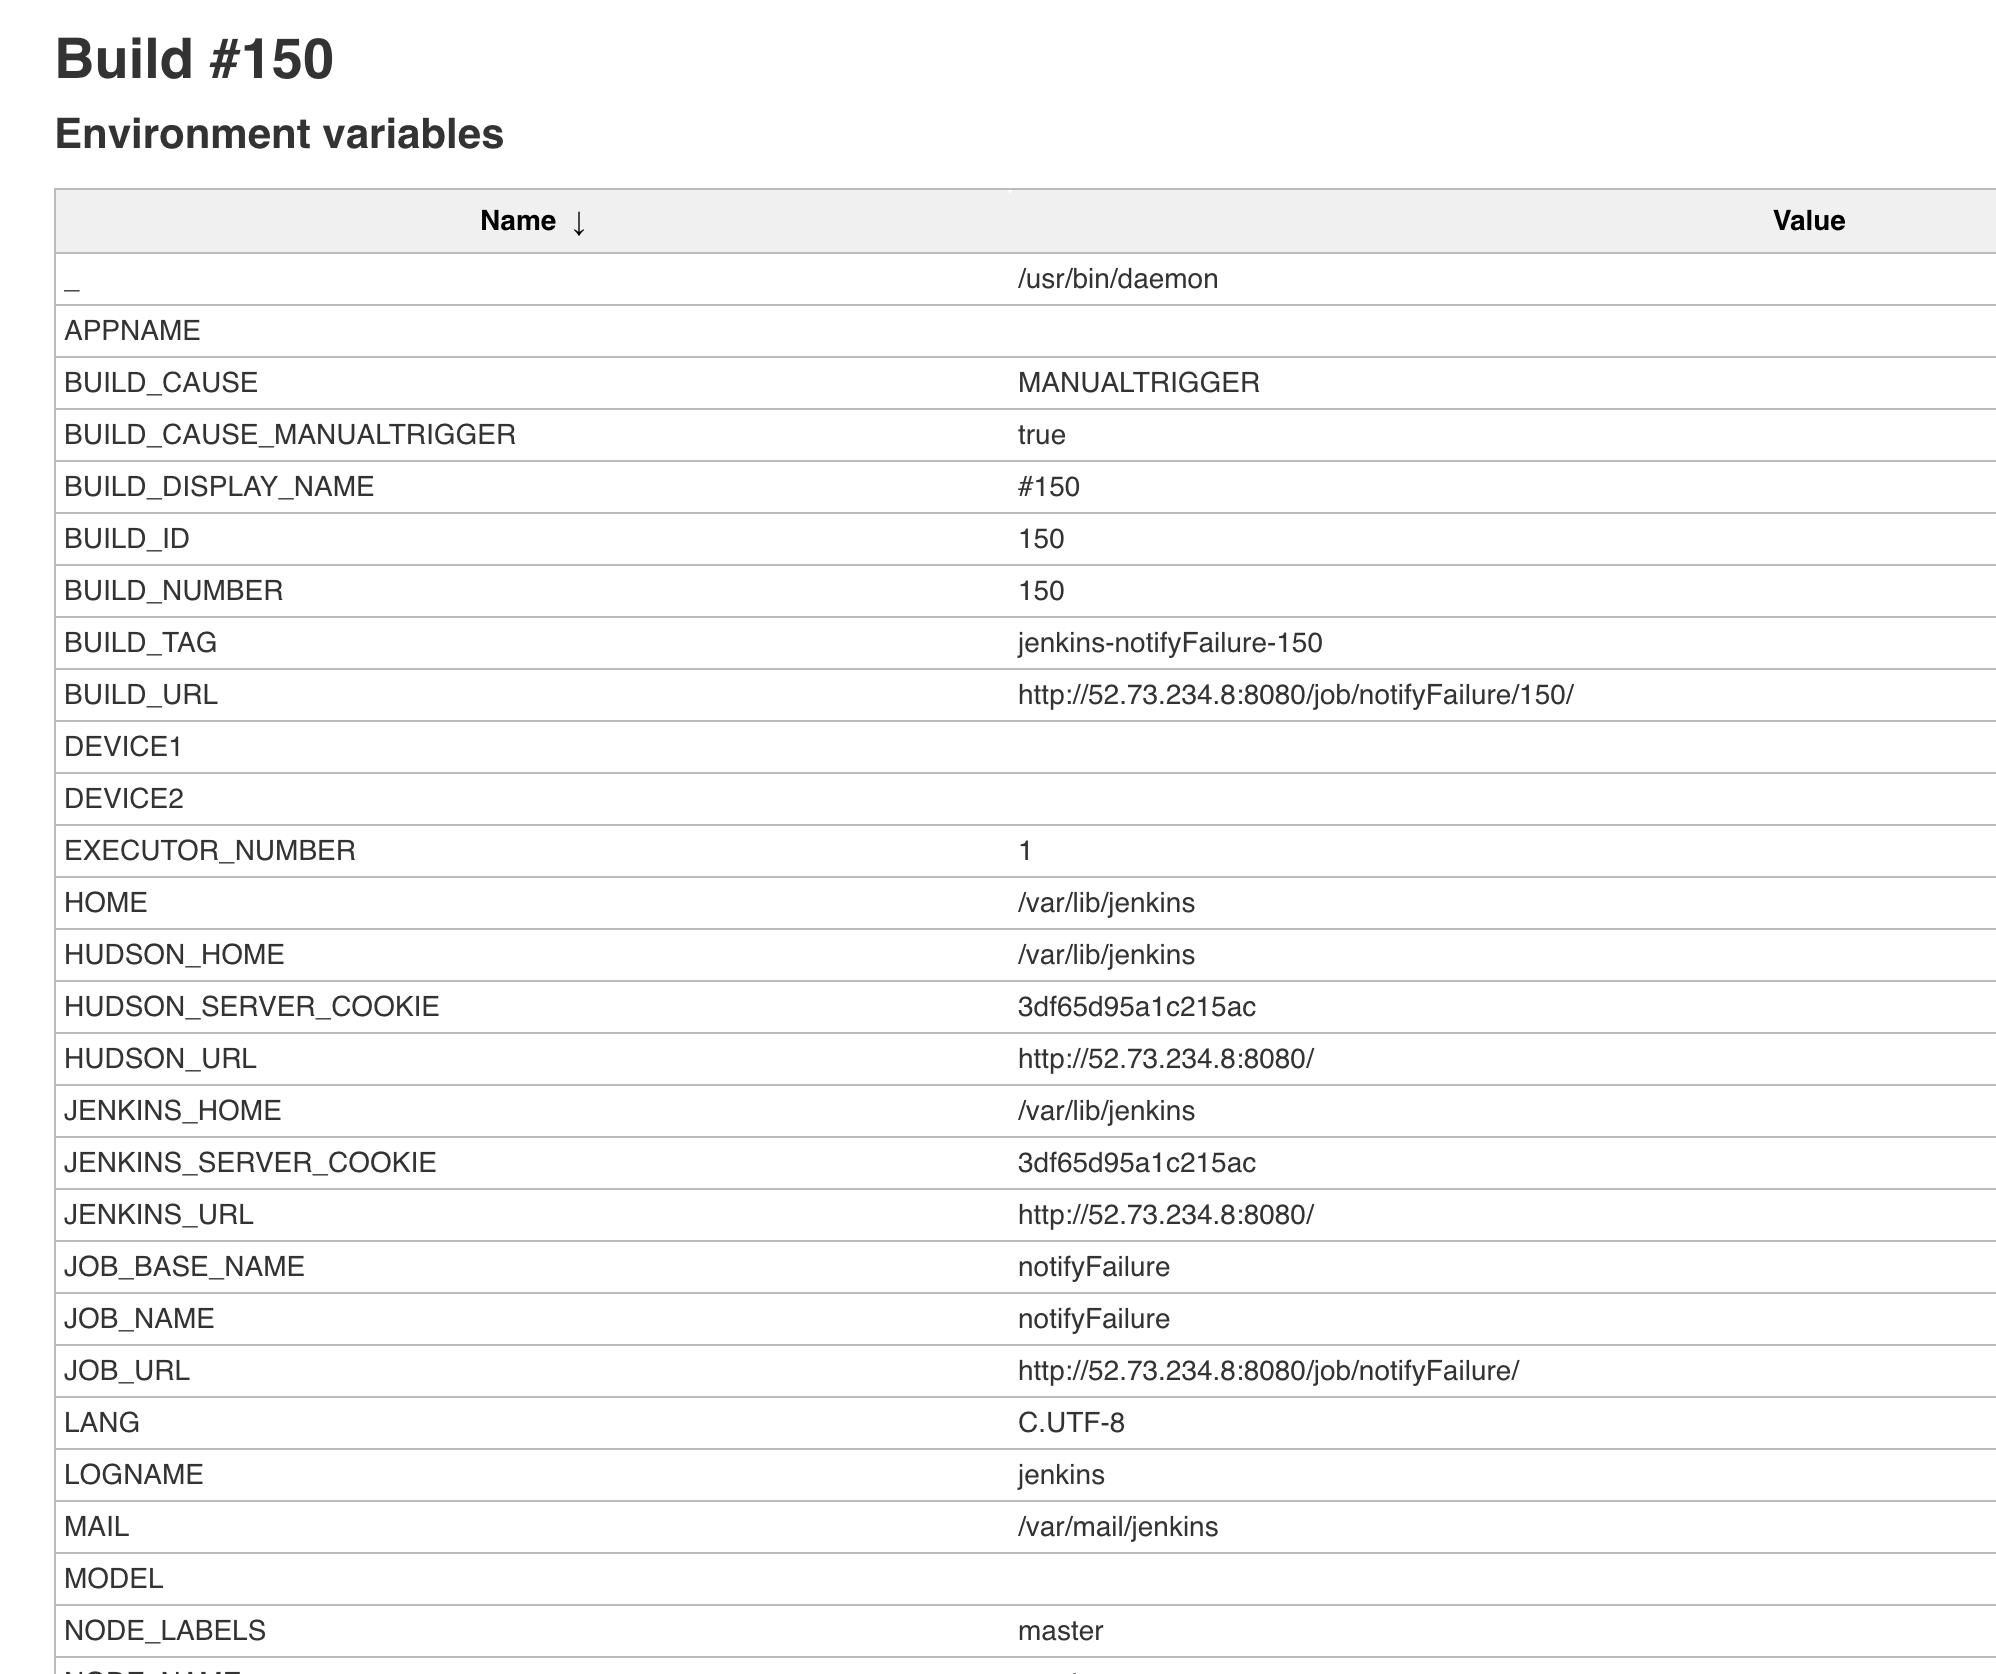 Build #150
Environment variables
Name ↓ Value
_ /usr/bin/daemon
APPNAME
BUILD_CAUSE MANUALTRIGGER
BUILD_CAUSE_MANUALTRIGGER true
BUILD_DISPLAY_NAME #150
BUILD_ID 150
BUILD_NUMBER 150
BUILD_TAG jenkins-notifyFailure-150
BUILD_URL http://52.73.234.8:8080/job/notifyFailure/150/
DEVICE1
DEVICE2
EXECUTOR_NUMBER 1
HOME /var/lib/jenkins
HUDSON_HOME /var/lib/jenkins
HUDSON_SERVER_COOKIE 3df65d95a1c215ac
HUDSON_URL http://52.73.234.8:8080/
JENKINS_HOME /var/lib/jenkins
JENKINS_SERVER_COOKIE 3df65d95a1c215ac
JENKINS_URL http://52.73.234.8:8080/
JOB_BASE_NAME notifyFailure
JOB_NAME notifyFailure
JOB_URL http://52.73.234.8:8080/job/notifyFailure/
LANG C.UTF-8
LOGNAME jenkins
MAIL /var/mail/jenkins
MODEL
NODE_LABELS master